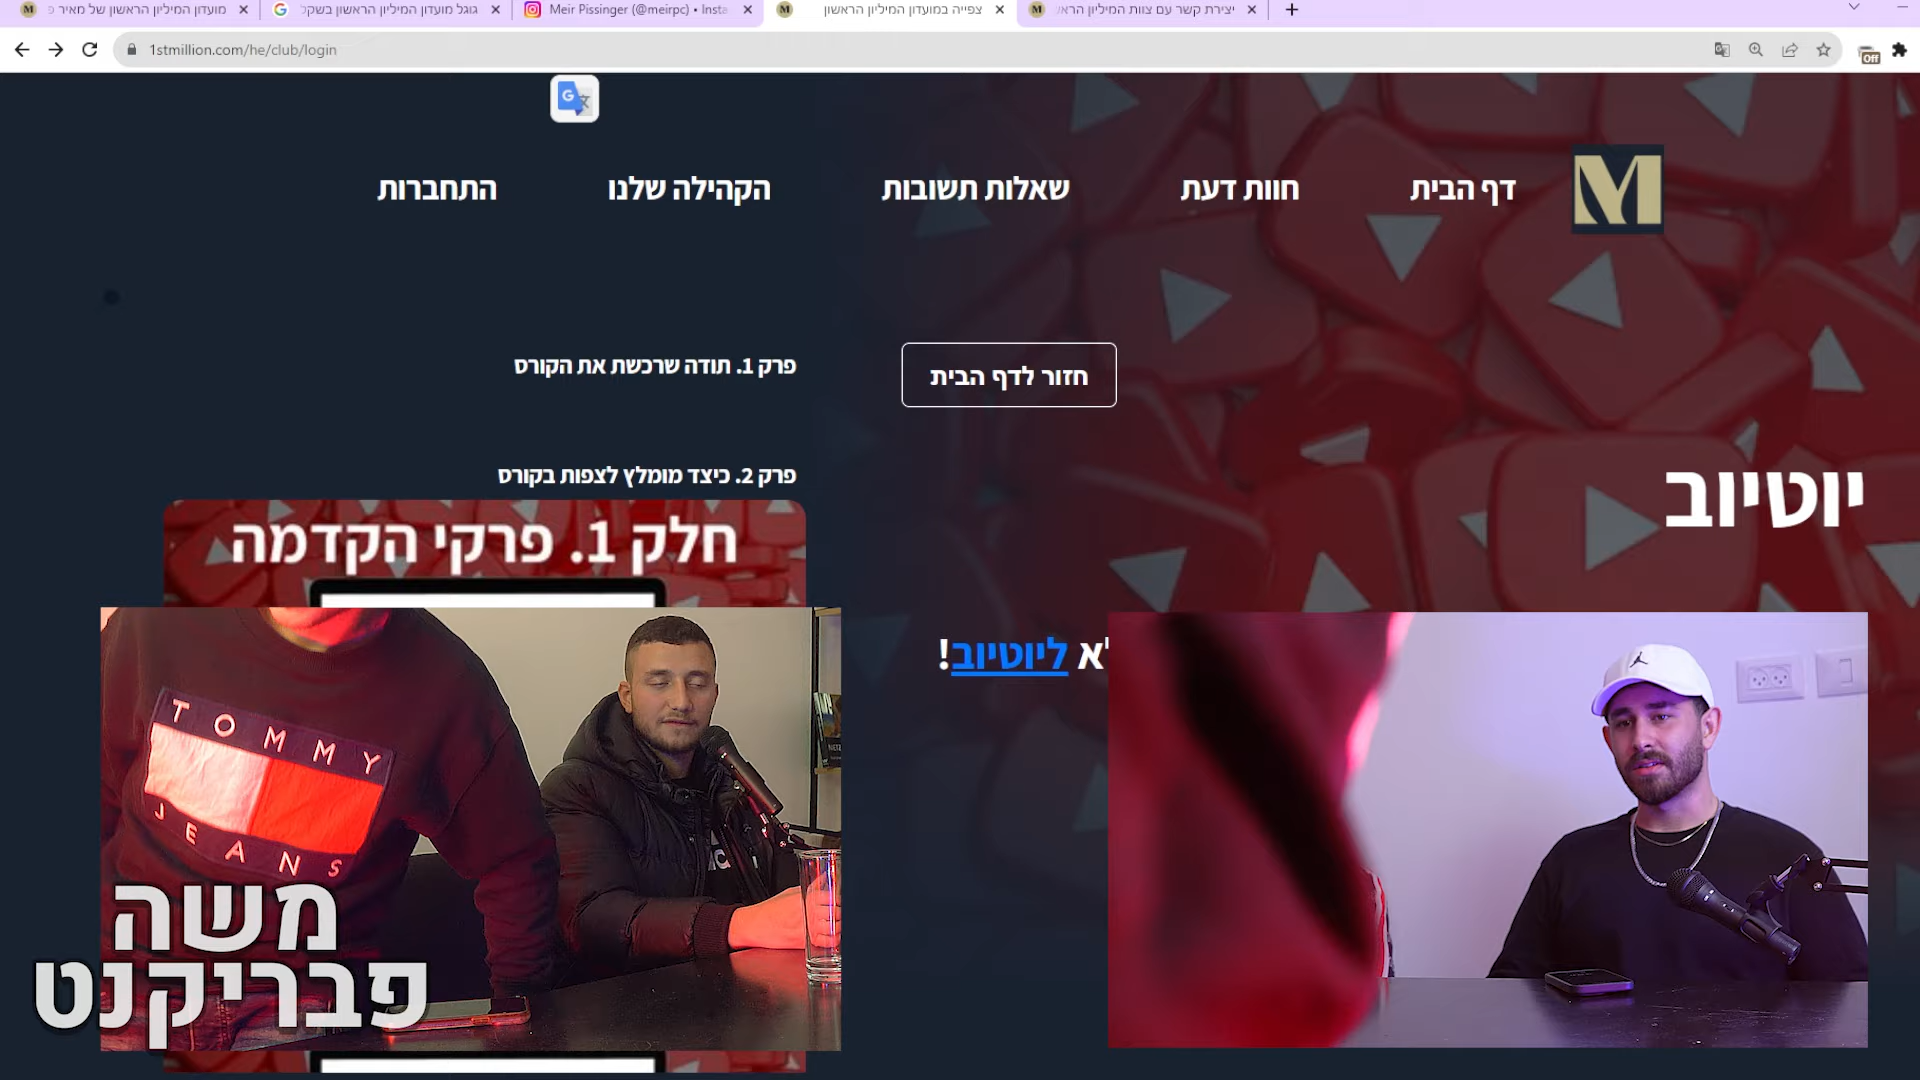 מועדון המיליון הראשון של מאיר פ
גוגל מועדון המיליון הראשון בשקל
Meir Pissinger (@meirpc) • Insta
צפייה במועדון המיליון הראשון
יצירת קשר עם צוות המיליון הראש
1stmillion.com/he/club/login
Off
דף הבית
חוות דעת
שאלות תשובות
הקהילה שלנו
התחברות
חזור לדף הבית
פרק 1. תודה שרכשת את הקורס
פרק 2. כיצד מומלץ לצפות בקורס
יוטיוב
חלק 1. פרקי הקדמה
ליוטיוב!
TOMMY
JEANS
משה
פבריקנט